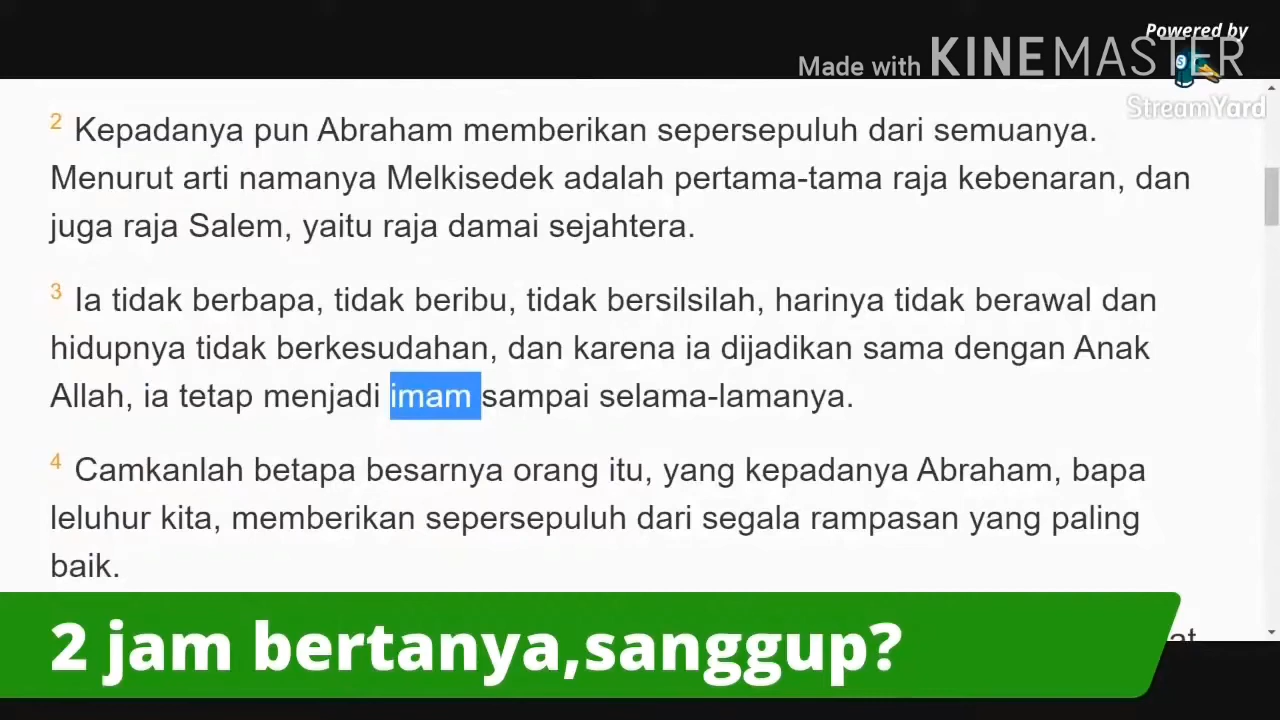 Powered by
Made with KINEMASTER
StreamYard
2 Kepadanya pun Abraham memberikan sepersepuluh dari semuanya.
Menurut arti namanya Melkisedek adalah pertama-tama raja kebenaran, dan
juga raja Salem, yaitu raja damai sejahtera.
3 Ia tidak berbapa, tidak beribu, tidak bersilsilah, harinya tidak berawal dan
hidupnya tidak berkesudahan, dan karena ia dijadikan sama dengan Anak
Allah, ia tetap menjadi imam sampai selama-lamanya.
4 Camkanlah betapa besarnya orang itu, yang kepadanya Abraham, bapa
leluhur kita, memberikan sepersepuluh dari segala rampasan yang paling
baik.
2 jam bertanya,sanggup?